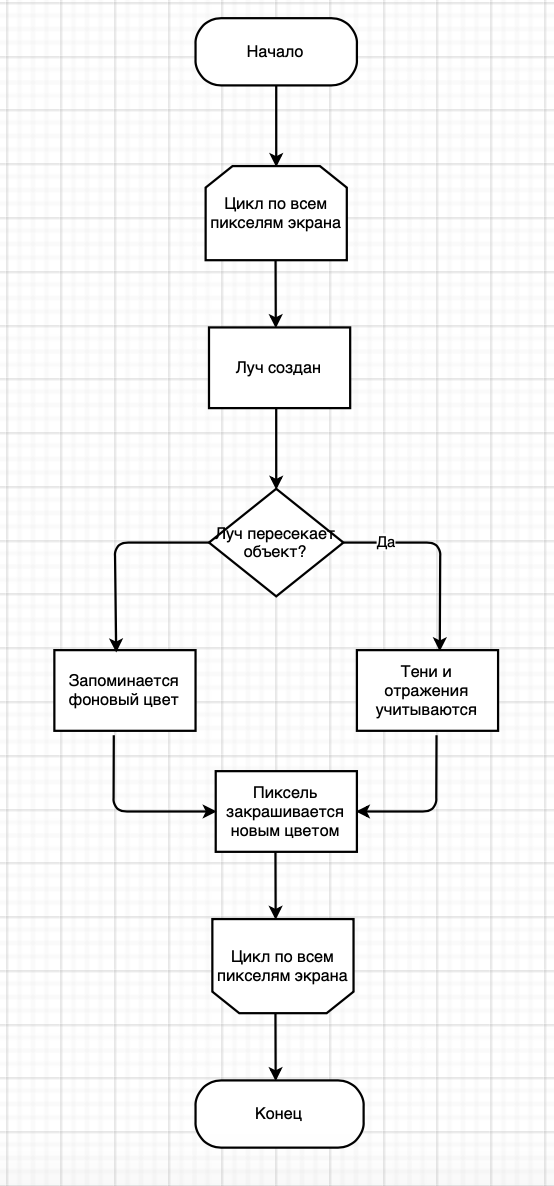 Начало
Цикл по всем
пикселям экрана
Луч создан
Луч пересекает
объект?
Да
Запоминается
фоновый цвет
Тени и
отражения
учитываются
Пиксель
закрашивается
новым цветом
Цикл по всем
пикселям экрана
Конец